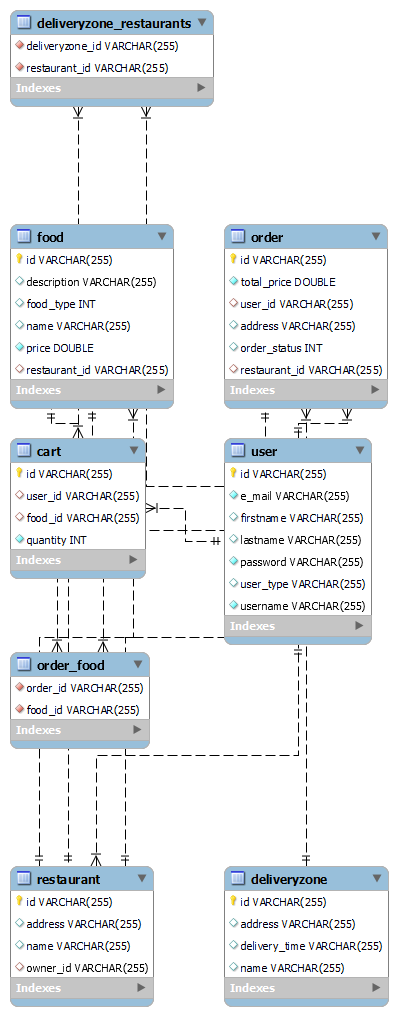 deliveryzone_restaurants
deliveryzone_id VARCHAR(255)
restaurant_id VARCHAR(255)
Indexes
food
id VARCHAR(255)
description VARCHAR(255)
food_type INT
name VARCHAR(255)
price DOUBLE
restaurant_id VARCHAR(255)
Indexes
order
id VARCHAR(255)
total_price DOUBLE
user_id VARCHAR(255)
address VARCHAR(255)
order_status INT
restaurant_id VARCHAR(255)
Indexes
cart
id VARCHAR(255)
user_id VARCHAR(255)
food_id VARCHAR(255)
quantity INT
Indexes
user
id VARCHAR(255)
e_mail VARCHAR(255)
firstname VARCHAR(255)
lastname VARCHAR(255)
password VARCHAR(255)
user_type VARCHAR(255)
username VARCHAR(255)
Indexes
order_food
order_id VARCHAR(255)
food_id VARCHAR(255)
Indexes
restaurant
id VARCHAR(255)
address VARCHAR(255)
name VARCHAR(255)
owner_id VARCHAR(255)
Indexes
deliveryzone
id VARCHAR(255)
address VARCHAR(255)
delivery_time VARCHAR(255)
name VARCHAR(255)
Indexes